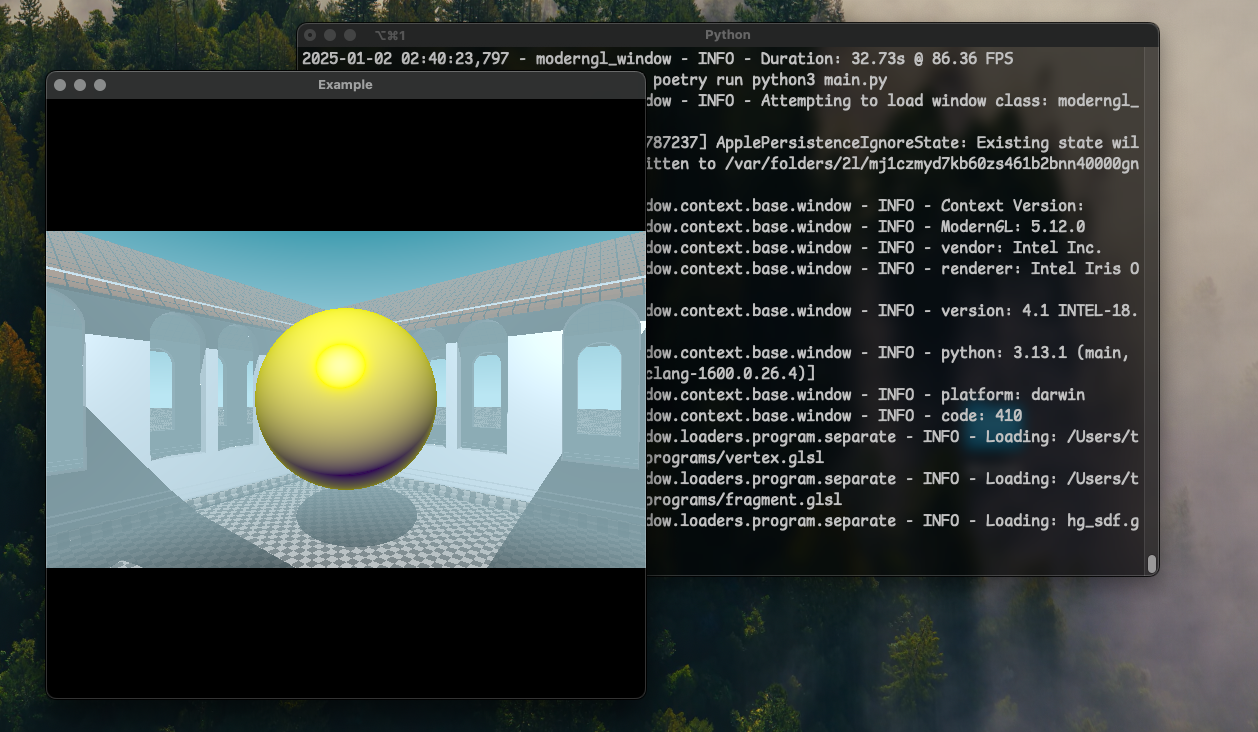 ⌥⌘1 Python
2025-01-02 02:40:23,797 - moderngl_window - INFO - Duration: 32.73s @ 86.36 FPS
Example
poetry run python3 main.py
dow - INFO - Attempting to load window class: moderngl_
787237] ApplePersistenceIgnoreState: Existing state wil
itten to /var/folders/2l/mj1czmyd7kb60zs461b2bnn40000gn
dow.context.base.window - INFO - Context Version:
dow.context.base.window - INFO - ModernGL: 5.12.0
dow.context.base.window - INFO - vendor: Intel Inc.
dow.context.base.window - INFO - renderer: Intel Iris O
dow.context.base.window - INFO - version: 4.1 INTEL-18.
dow.context.base.window - INFO - python: 3.13.1 (main,
clang-1600.0.26.4)]
dow.context.base.window - INFO - platform: darwin
dow.context.base.window - INFO - code: 410
dow.loaders.program.separate - INFO - Loading: /Users/t
programs/vertex.glsl
dow.loaders.program.separate - INFO - Loading: /Users/t
programs/fragment.glsl
dow.loaders.program.separate - INFO - Loading: hg_sdf.g